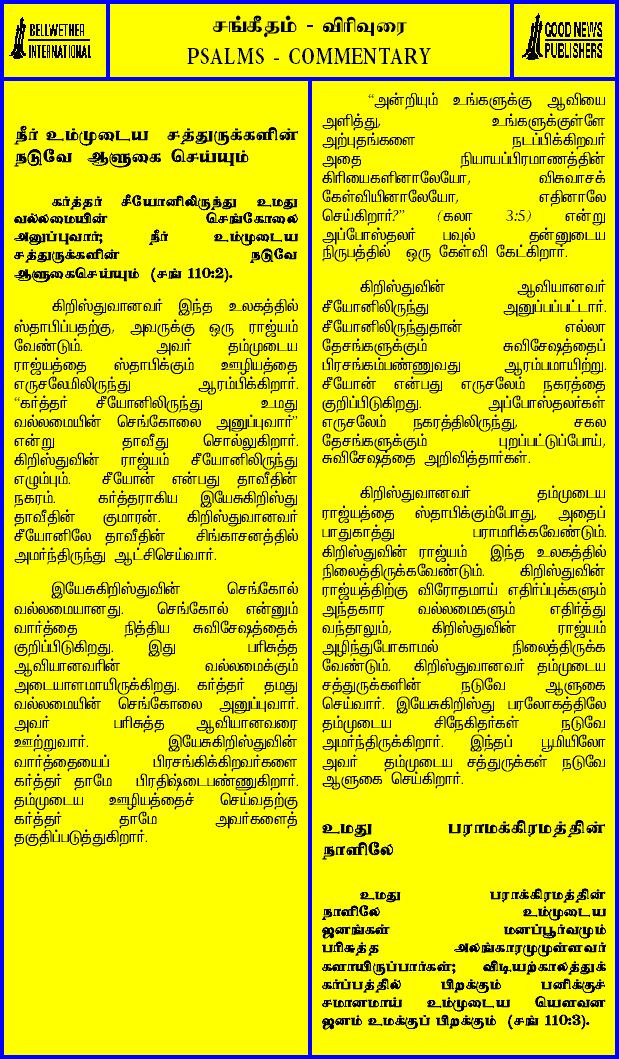 BELLWETHER
INTERNATIONAL
சங்கீதம் - விரிவுரை
PSALMS - COMMENTARY
GOOD NEWS
PUBLISHERS
நீர் உம்முடைய சத்துருக்களின்
நடுவே ஆளுகை செய்யும்
கர்த்தர் சீயோனிலிருந்து உமது
வல்லமையின் செங்கோலை
அனுப்புவார்; நீர் உம்முடைய
சத்துருக்களின் நடுவே
ஆளுகைசெய்யும் (சங் 110:2).
கிறிஸ்துவானவர் இந்த உலகத்தில்
ஸ்தாபிப்பதற்கு, அவருக்கு ஒரு ராஜ்யம்
வேண்டும். அவர் தம்முடைய
ராஜ்யத்தை ஸ்தாபிக்கும் ஊழியத்தை
எருசலேமிலிருந்து ஆரம்பிக்கிறார்.
“கர்த்தர் சீயோனிலிருந்து உமது
வல்லமையின் செங்கோலை அனுப்புவார்”
என்று தாவீது சொல்லுகிறார்.
கிறிஸ்துவின் ராஜ்யம் சீயோனிலிருந்து
எழும்பும். சீயோன் என்பது தாவீதின்
நகரம். கர்த்தராகிய இயேசுகிறிஸ்து
தாவீதின் குமாரன். கிறிஸ்துவானவர்
சீயோனிலே தாவீதின் சிங்காசனத்தில்
அமர்ந்திருந்து ஆட்சிசெய்வார்.
இயேசுகிறிஸ்துவின் செங்கோல்
வல்லமையானது. செங்கோல் என்னும்
வார்த்தை நித்திய சுவிசேஷத்தைக்
குறிப்பிடுகிறது. இது பரிசுத்த
ஆவியானவரின் வல்லமைக்கும்
அடையாளமாயிருக்கிறது. கர்த்தர் தமது
வல்லமையின் செங்கோலை அனுப்புவார்.
அவர் பரிசுத்த ஆவியானவரை
ஊற்றுவார். இயேசுகிறிஸ்துவின்
வார்த்தையைப் பிரசங்கிக்கிறவர்களை
கர்த்தர் தாமே பிரதிஷ்டைபண்ணுகிறார்.
தம்முடைய ஊழியத்தைச் செய்வதற்கு
கர்த்தர் தாமே அவர்களைத்
தகுதிப்படுத்துகிறார்.
“அன்றியும் உங்களுக்கு ஆவியை
அளித்து, உங்களுக்குள்ளே
அற்புதங்களை நடப்பிக்கிறவர்
அதை நியாயப்பிரமாணத்தின்
கிரியைகளினாலேயோ, விசுவாசக்
கேள்வியினாலேயோ, எதினாலே
செய்கிறார்?” (கலா 3:5) என்று
அப்போஸ்தலர் பவுல் தன்னுடைய
நிருபத்தில் ஒரு கேள்வி கேட்கிறார்.
கிறிஸ்துவின் ஆவியானவர்
சீயோனிலிருந்து அனுப்பப்பட்டார்.
சீயோனிலிருந்துதான் எல்லா
தேசங்களுக்கும் சுவிசேஷத்தைப்
பிரசங்கம்பண்ணுவது ஆரம்பமாயிற்று.
சீயோன் என்பது எருசலேம் நகரத்தை
குறிப்பிடுகிறது. அப்போஸ்தலர்கள்
எருசலேம் நகரத்திலிருந்து, சகல
தேசங்களுக்கும் புறப்பட்டுப்போய்,
சுவிசேஷத்தை அறிவித்தார்கள்.
கிறிஸ்துவானவர் தம்முடைய
ராஜ்யத்தை ஸ்தாபிக்கும்போது, அதைப்
பாதுகாத்து பராமரிக்கவேண்டும்.
கிறிஸ்துவின் ராஜ்யம் இந்த உலகத்தில்
நிலைத்திருக்கவேண்டும். கிறிஸ்துவின்
ராஜ்யத்திற்கு விரோதமாய் எதிர்ப்புக்களும்
அந்தகார வல்லமைகளும் எதிர்த்து
வந்தாலும், கிறிஸ்துவின் ராஜ்யம்
அழிந்துபோகாமல் நிலைத்திருக்க
வேண்டும். கிறிஸ்துவானவர் தம்முடைய
சத்துருக்களின் நடுவே ஆளுகை
செய்வார். இயேசுகிறிஸ்து பரலோகத்திலே
தம்முடைய சிநேகிதர்கள் நடுவே
அமர்ந்திருக்கிறார். இந்தப் பூமியிலோ
அவர் தம்முடைய சத்துருக்கள் நடுவே
ஆளுகை செய்கிறார்.
உமது பராமக்கிரமத்தின்
நாளிலே
உமது பராக்கிரமத்தின்
நாளிலே உம்முடைய
ஜனங்கள் மனப்பூர்வமும்
பரிசுத்த அலங்காரமுமுள்ளவர்
களாயிருப்பார்கள்; விடியற்காலத்துக்
கர்ப்பத்தில் பிறக்கும் பனிக்குச்
சமானமாய் உம்முடைய யௌவன
ஜனம் உமக்குப் பிறக்கும் (சங் 110:3).